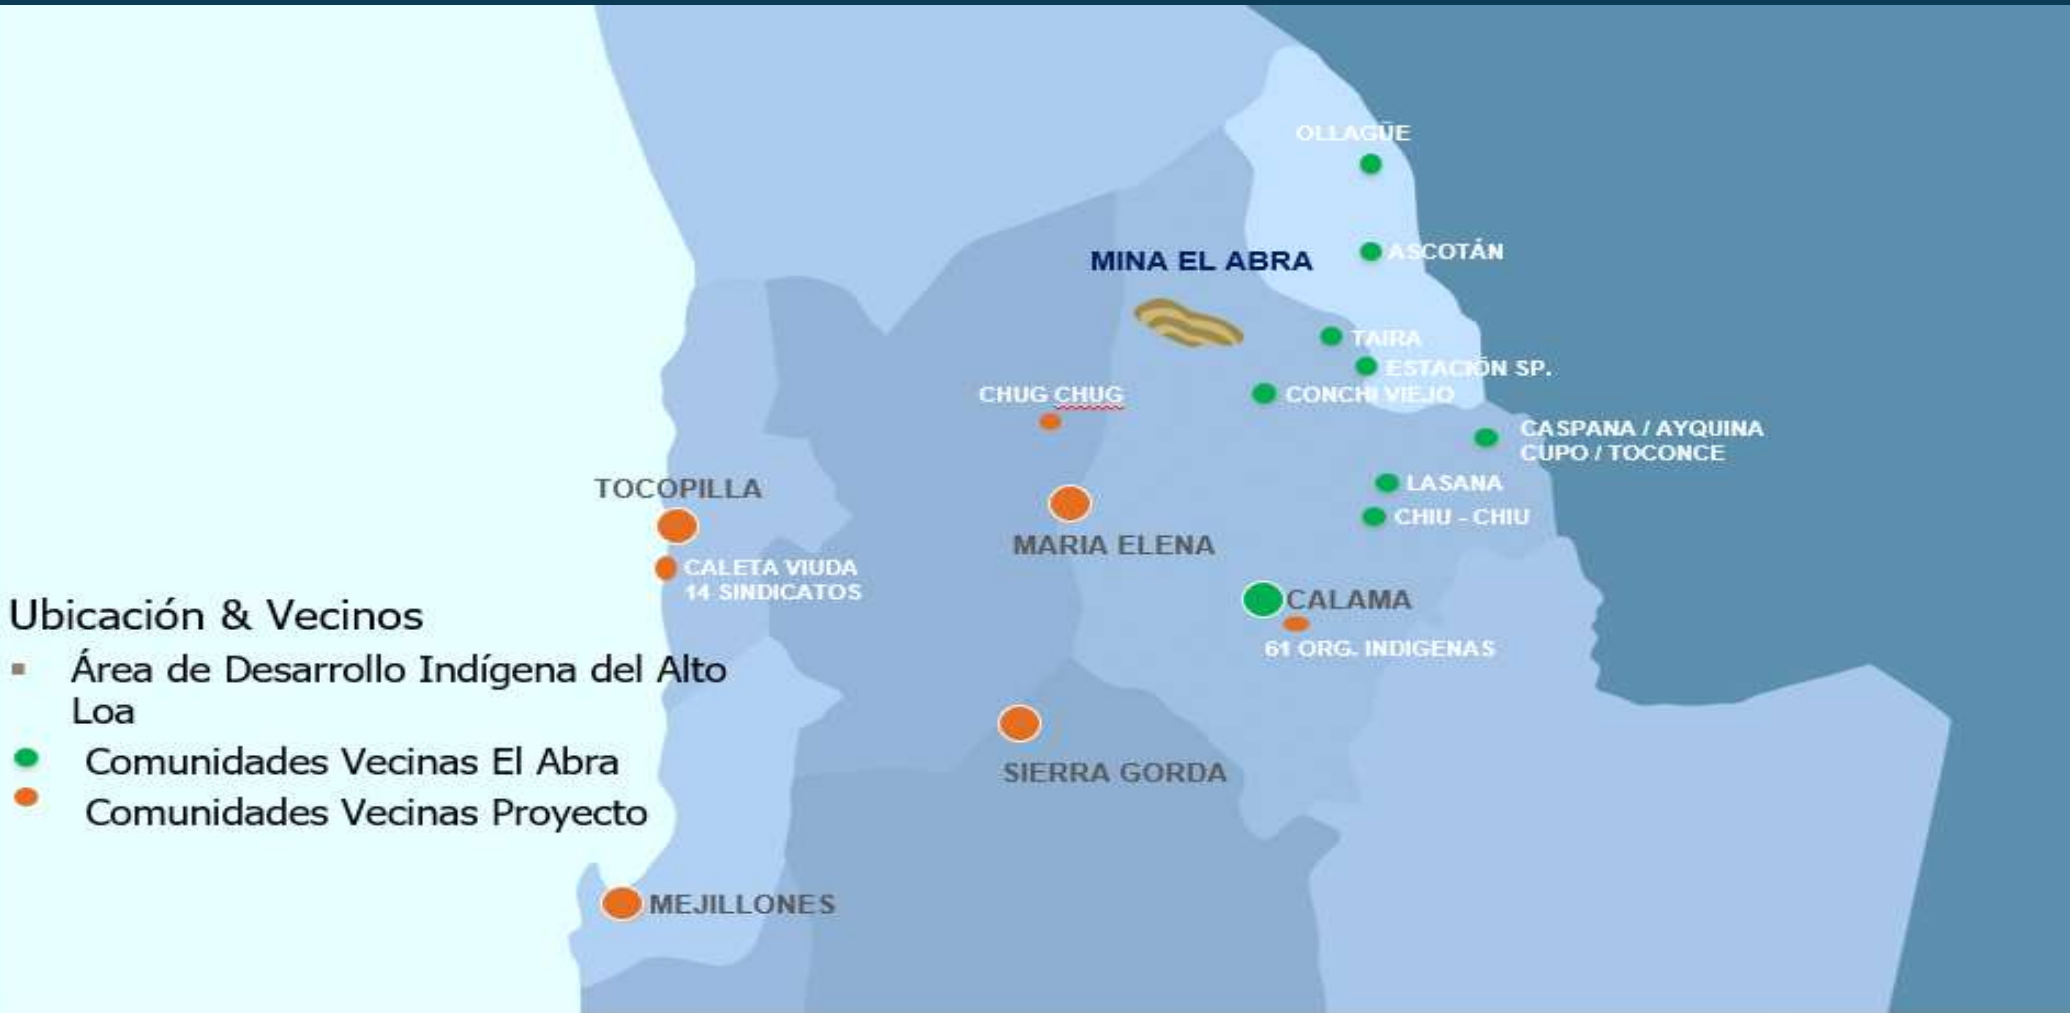 OLLAGÜE
ASCOTÁN
MINA EL ABRA
TAIRA
ESTACIÓN SP.
CHUG CHUG
CONCHI VIEJO
CASPANA / AYQUINA
CUPO / TOCONCE
TOCOPILLA
LASANA
CHIU - CHIU
MARIA ELENA
CALETA VIUDA
14 SINDICATOS
CALAMA
61 ORG. INDIGENAS
Ubicación & Vecinos
Área de Desarrollo Indígena del Alto
Loa
Comunidades Vecinas El Abra
Comunidades Vecinas Proyecto
SIERRA GORDA
MEJILLONES